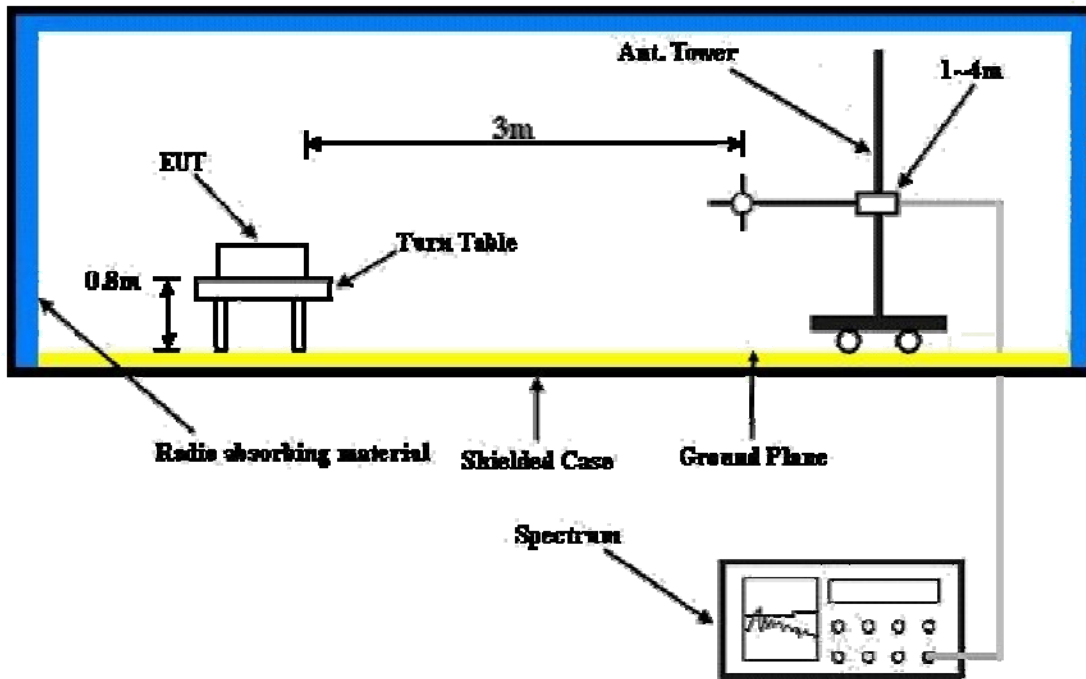 Ant. Tower
1~4m
3m
EUT
Turn Table
0.8m
Radio absorbing material
Shielded Case
Ground Plane
Spectrum